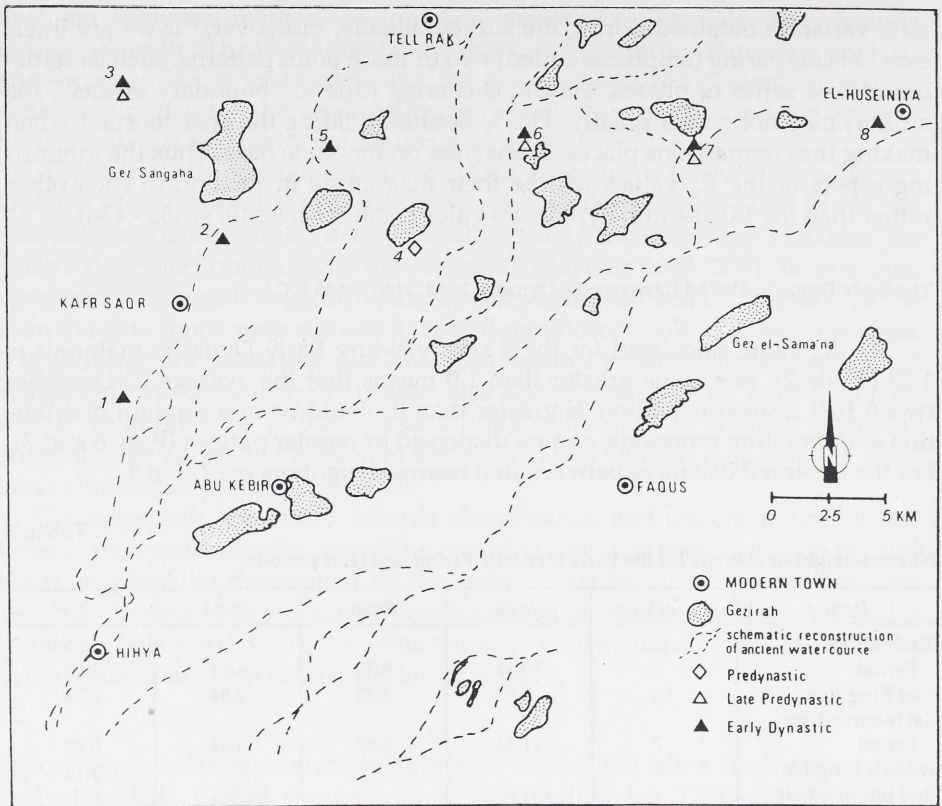 TELL RAK
EL-HUSEINIYA
3
5
6
7
8
Gez Sangaha
2
4
KAFR SAQR
Gez el-Sama'na
1
N
ABU KEBIR
FAQUS
0 2·5 5 KM
MODERN TOWN
Gezirah
schematic reconstruction
of ancient watercourse
HIHYA
Predynastic
Late Predynastic
Early Dynastic